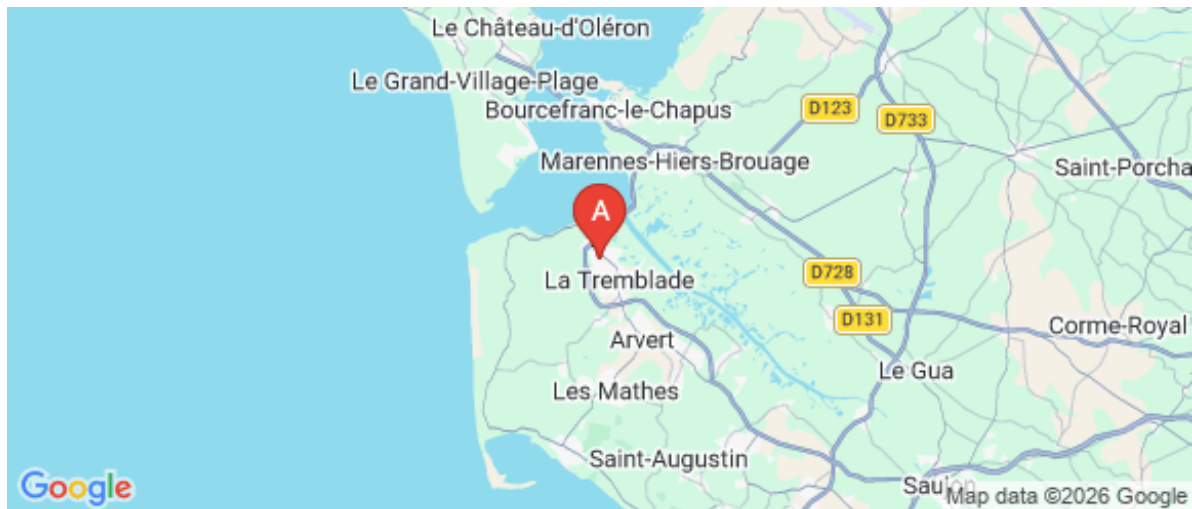 Le Château-d'Oléron
Le Grand-Village-Plage
Bourcefranc-le-Chapus
D123
D733
Marennes-Hiers-Brouage
Saint-Porcha
A
La Tremblade
D728
D131
Corme-Royal
Arvert
Le Gua
Les Mathes
Saint-Augustin
Google
Saujon
Map data ©2026 Google